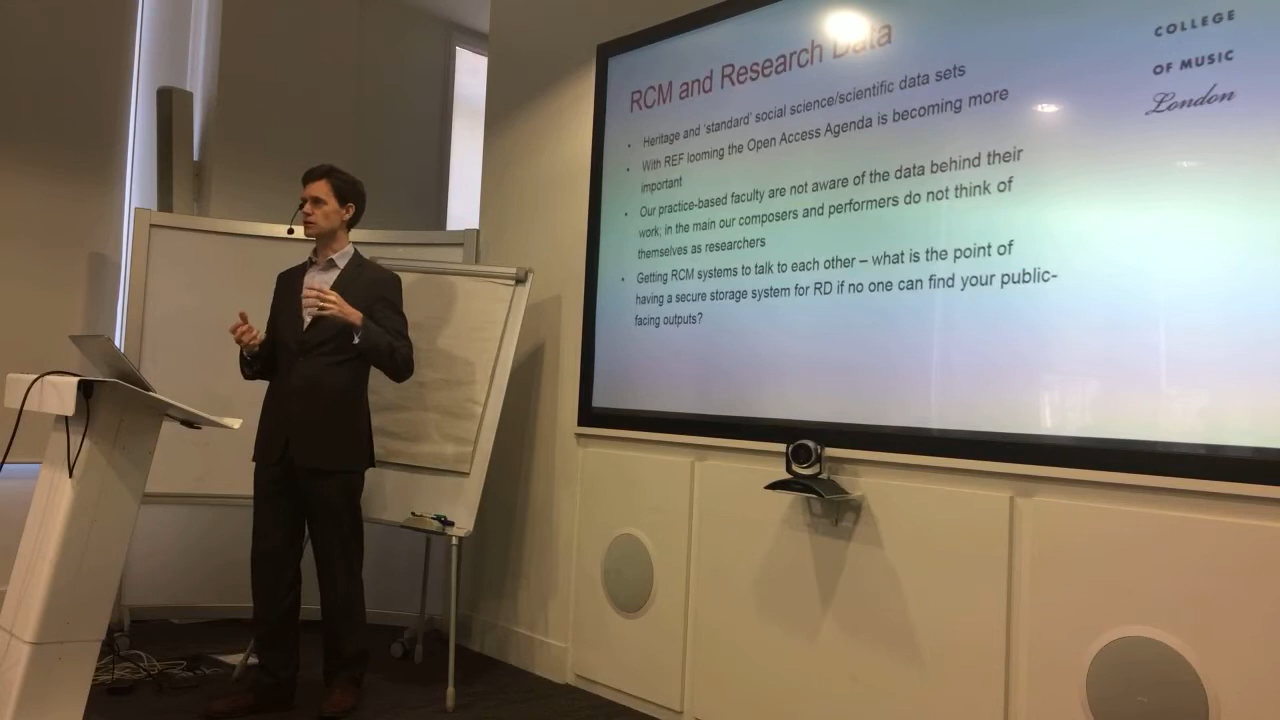 RCM and Research Data
• Heritage and 'standard' social science/scientific data sets
• With REF looming the Open Access Agenda is becoming more
important
• Our practice-based faculty are not aware of the data behind their
work; in the main our composers and performers do not think of
themselves as researchers
• Getting RCM systems to talk to each other – what is the point of
having a secure storage system for RD if no one can find your public-
facing outputs?
COLLEGE
OF MUSIC
London